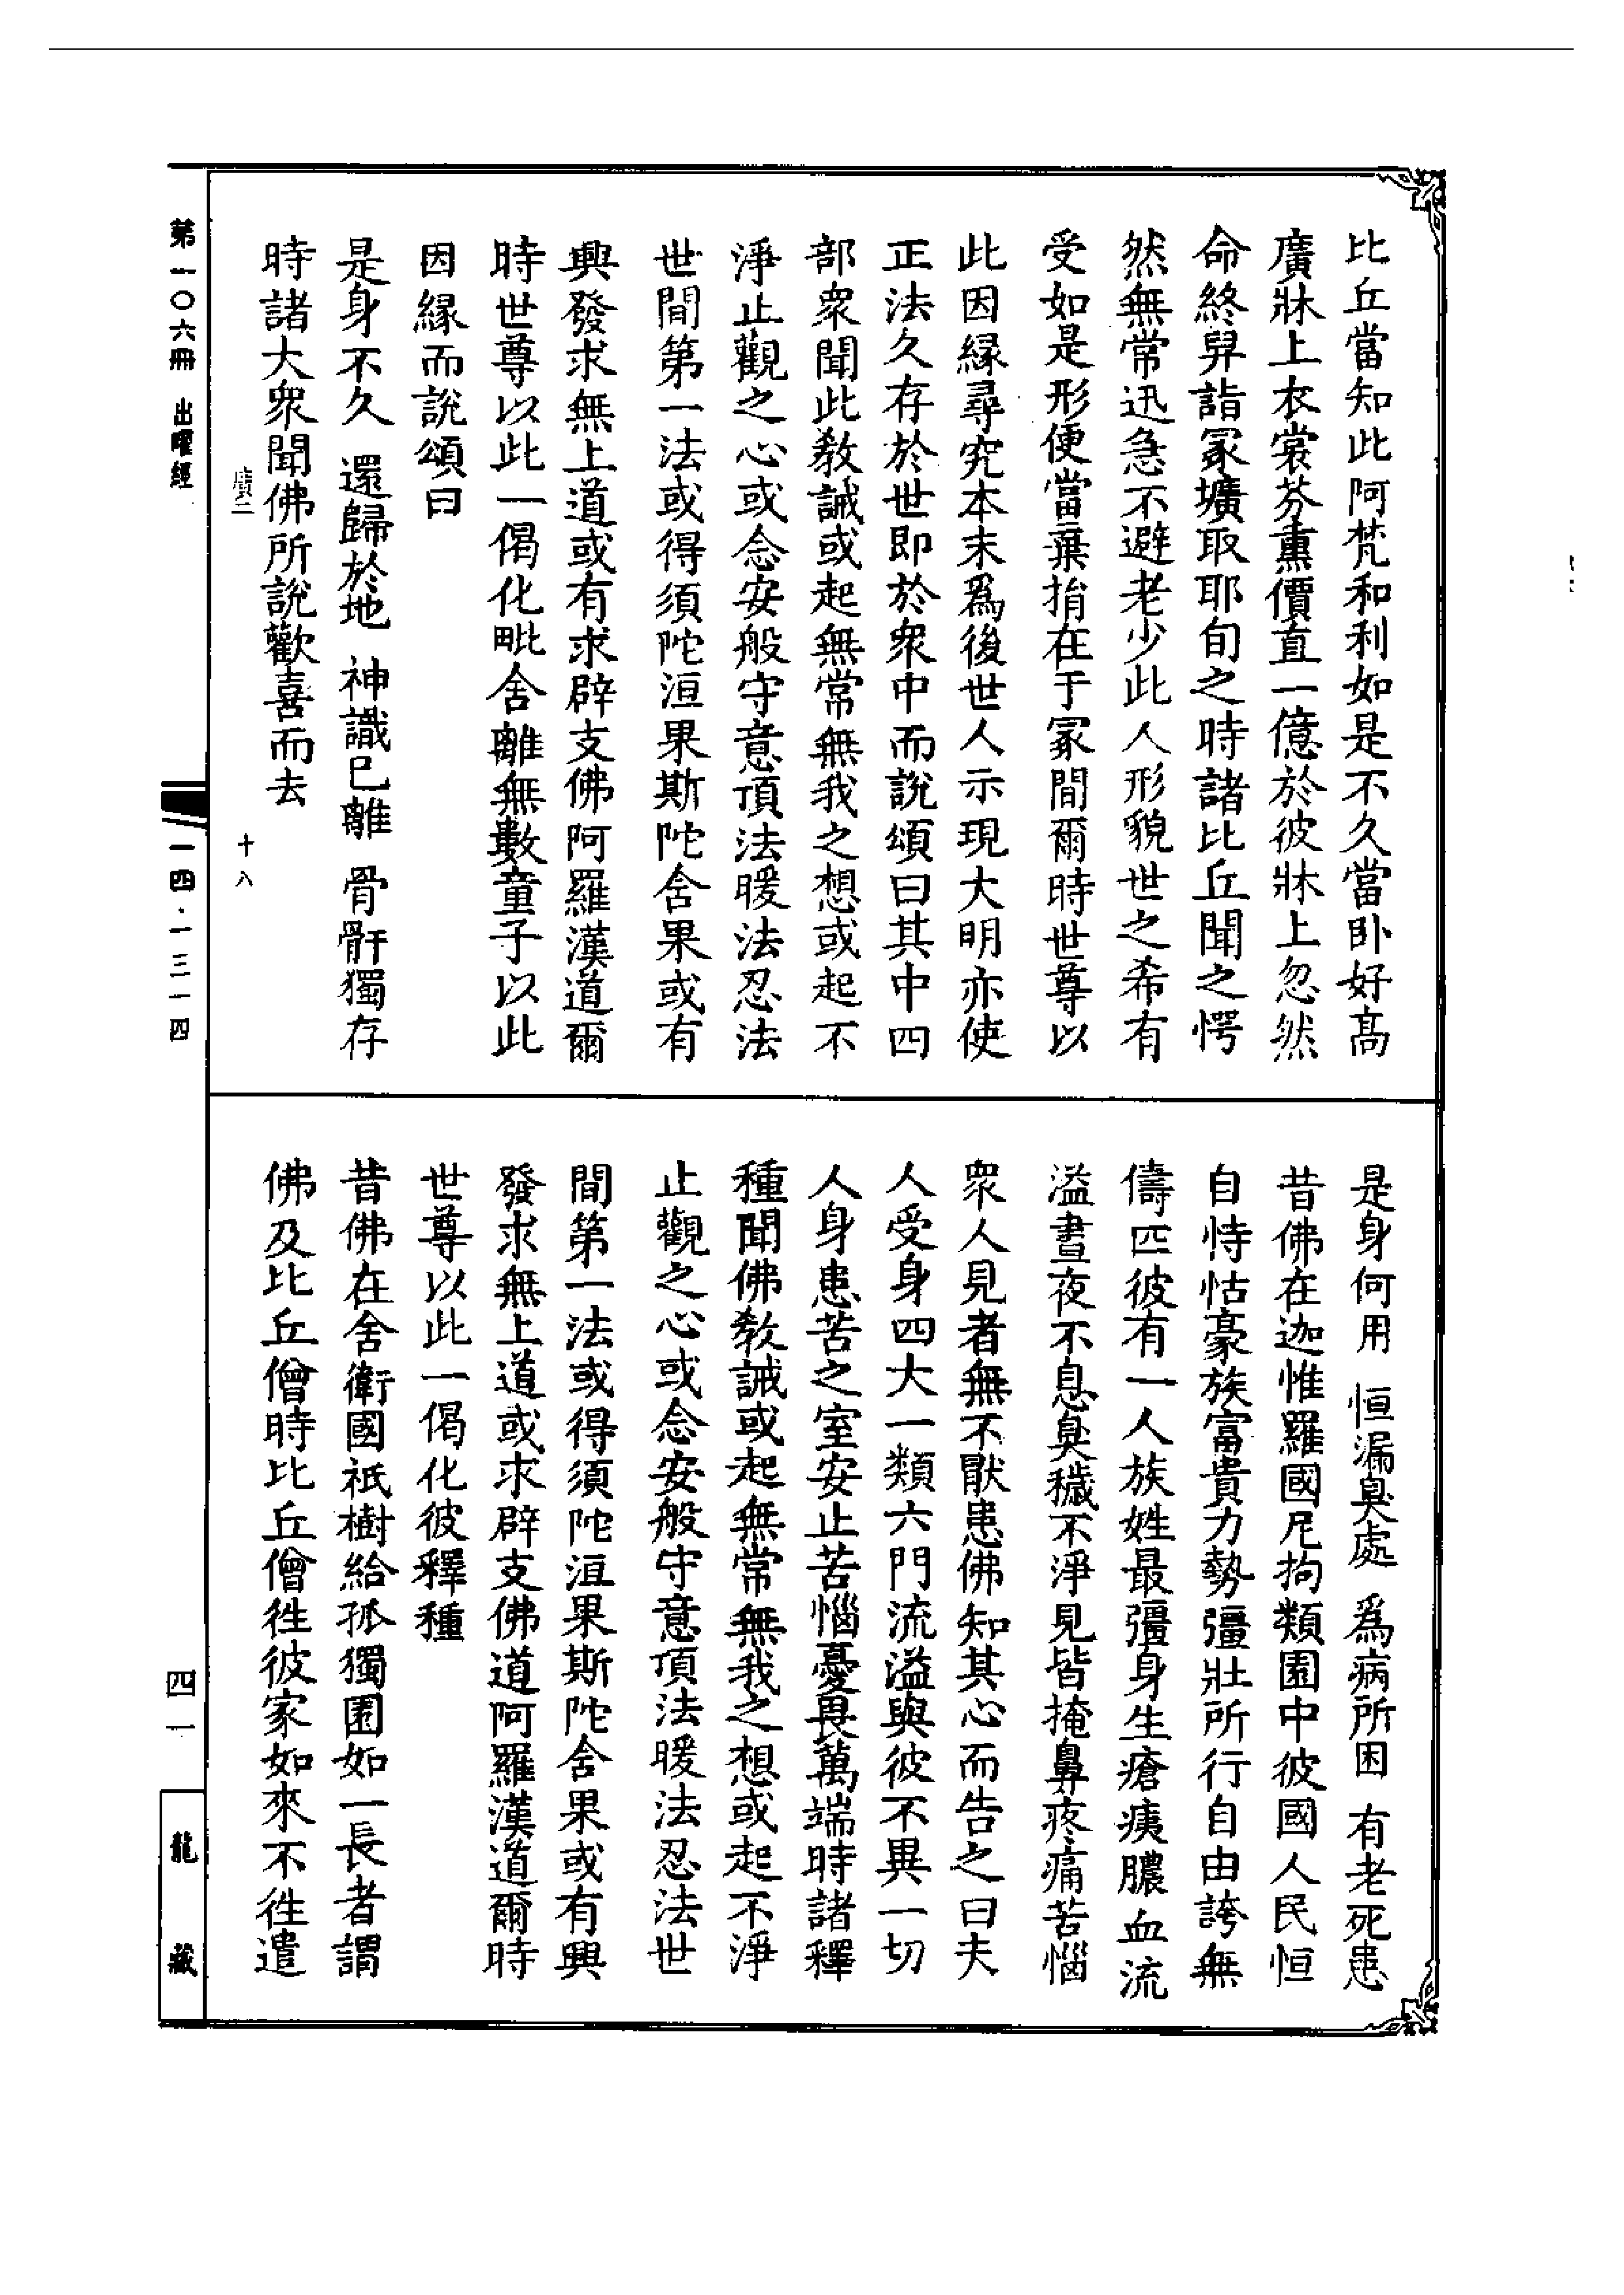 比丘當知此阿梵和利如是不久當卧好高
廣牀上衣裳芬熏價直一億於彼牀上忽然
命終舁詣冢壙取耶旬之時諸比丘聞之愕
然無常迅急不避老少此人形貌世之希有
受如是形便當棄捐在于冢間爾時世尊以
此因縁尋究本末爲後世人示現大明亦使
正法久存於世即於衆中而說頌曰其中四
部衆聞此教誡或起無常無我之想或起不
淨止觀之心或念安般守意頂法暖法忍法
世間第一法或得須陀洹果斯陀含果或有
興發求無上道或有求辟支佛阿羅漢道爾
時世尊以此一偈化毗舍離無數童子以此
因縁而說頌曰
是身不久 還歸於地 神識已離 骨骭獨存
時諸大衆聞佛所說歡喜而去
廣二 十八
是身何用 恒漏臭處 爲病所困 有老死患
昔佛在迦惟羅國尼拘類園中彼國人民恒
自恃怙豪族富貴力勢彊壯所行自由誇無
儔匹彼有一人族姓最彊身生瘡痍膿血流
溢晝夜不息臭穢不淨見皆掩鼻疼痛苦惱
衆人見者無不厭患佛知其心而告之曰夫
人受身四大一類六門流溢與彼不異一切
人身患苦之室安止苦惱憂畏萬端時諸釋
種聞佛教誡或起無常無我之想或起不淨
止觀之心或念安般守意頂法暖法忍法世
間第一法或得須陀洹果斯陀含果或有興
發求無上道或求辟支佛道阿羅漢道爾時
世尊以此一偈化彼釋種
昔佛在舍衛國祇樹給孤獨園如一長者謂
佛及比丘僧時比丘僧徃彼家如來不徃遣
第一〇六冊 出曜經
一四·一三一四
四一
龍藏